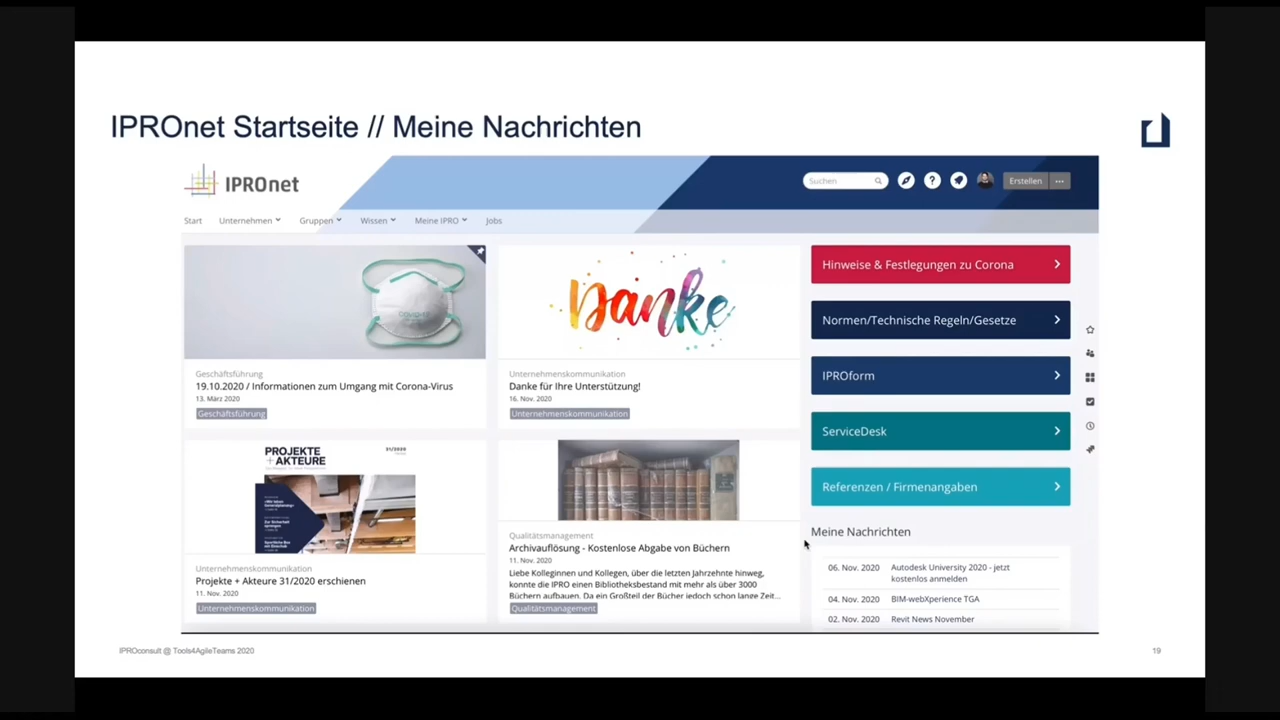 IPROnet Startseite // Meine Nachrichten
IPROnet
Suchen
?
Erstellen
Start Unternehmen Gruppen Wissen Meine IPRO Jobs
Geschäftsführung
19.10.2020 / Informationen zum Umgang mit Corona-Virus
13. März 2020
Geschäftsführung
Danke
Unternehmenskommunikation
Danke für Ihre Unterstützung!
16. Nov. 2020
Unternehmenskommunikation
PROJEKTE
+ AKTEURE
31/2020
Unternehmenskommunikation
Projekte + Akteure 31/2020 erschienen
11. Nov. 2020
Unternehmenskommunikation
Qualitätsmanagement
Archivauflösung - Kostenlose Abgabe von Büchern
11. Nov. 2020
Liebe Kolleginnen und Kollegen, über die letzten Jahrzehnte hinweg,
konnte die IPRO einen Bibliotheksbestand mit mehr als über 3000
Büchern aufbauen. Da ein Großteil der Bücher jedoch schon lange Zeit...
Qualitätsmanagement
Hinweise & Festlegungen zu Corona
Normen/Technische Regeln/Gesetze
IPROform
ServiceDesk
Referenzen / Firmenangaben
Meine Nachrichten
06. Nov. 2020 Autodesk University 2020 - jetzt
kostenlos anmelden
04. Nov. 2020 BIM-webXperience TGA
02. Nov. 2020 Revit News November
IPROconsult @ Tools4AgileTeams 2020
19